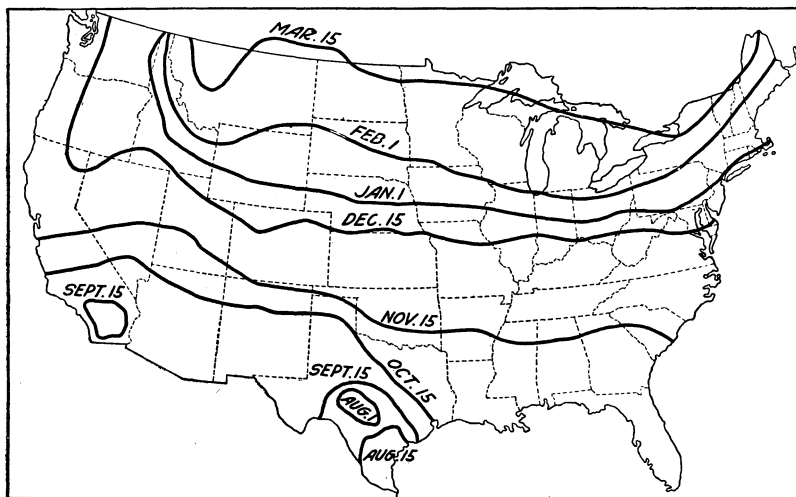 MAR. 15
FEB. 1
JAN. 1
DEC. 15
SEPT. 15
NOV. 15
SEPT. 15
OCT. 15
AUG. 1
AUG. 15